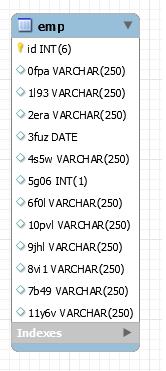 emp
id INT(6)
0fpa VARCHAR(250)
1l93 VARCHAR(250)
2era VARCHAR(250)
3fuz DATE
4s5w VARCHAR(250)
5g06 INT(1)
6f0l VARCHAR(250)
10pvl VARCHAR(250)
9jhl VARCHAR(250)
8vi1 VARCHAR(250)
7b49 VARCHAR(250)
11y6v VARCHAR(250)
Indexes